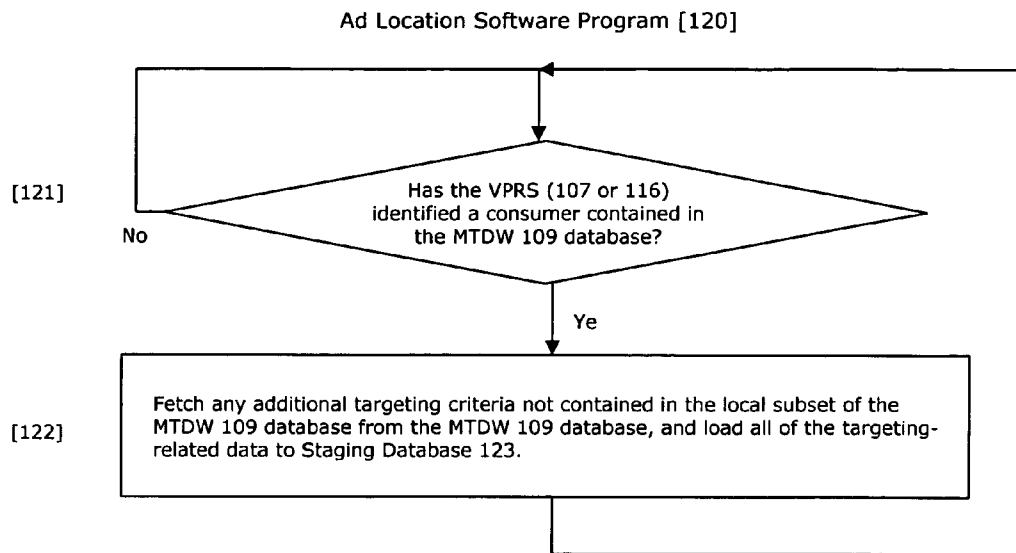 Ad Location Software Program [120]
[121]
Has the VPRS (107 or 116)
identified a consumer contained in
the MTDW 109 database?
No
Ye
[122]
Fetch any additional targeting criteria not contained in the local subset of the
MTDW 109 database from the MTDW 109 database, and load all of the targeting-
related data to Staging Database 123.